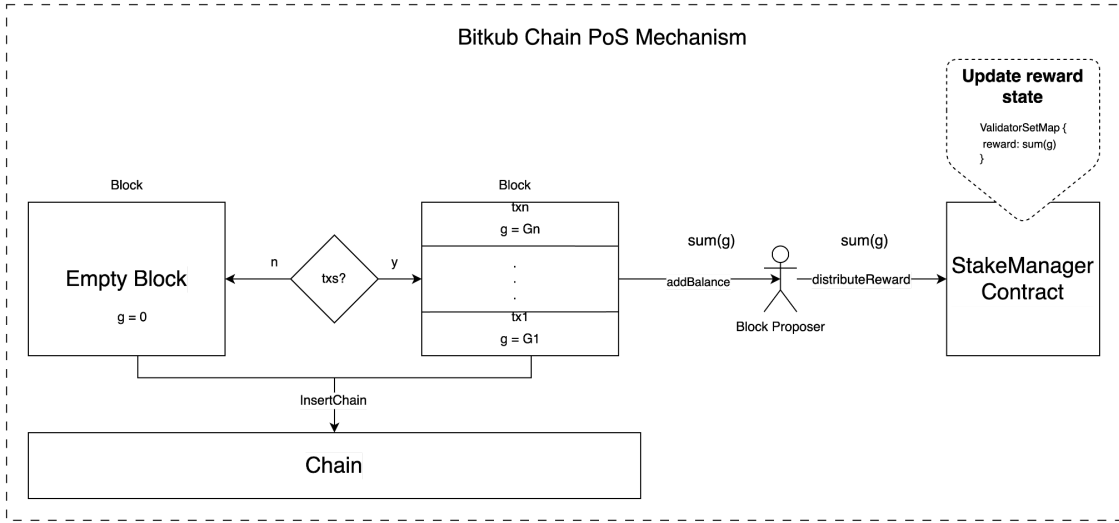 Bitkub Chain PoS Mechanism
Update reward
state
ValidatorSetMap {
reward: sum(g)
}
Block
Block
Empty Block
g = 0
n
txs?
y
txn
g = Gn
.
.
.
tx1
g = G1
sum(g)
addBalance
Block Proposer
sum(g)
distributeReward
StakeManager
Contract
InsertChain
Chain